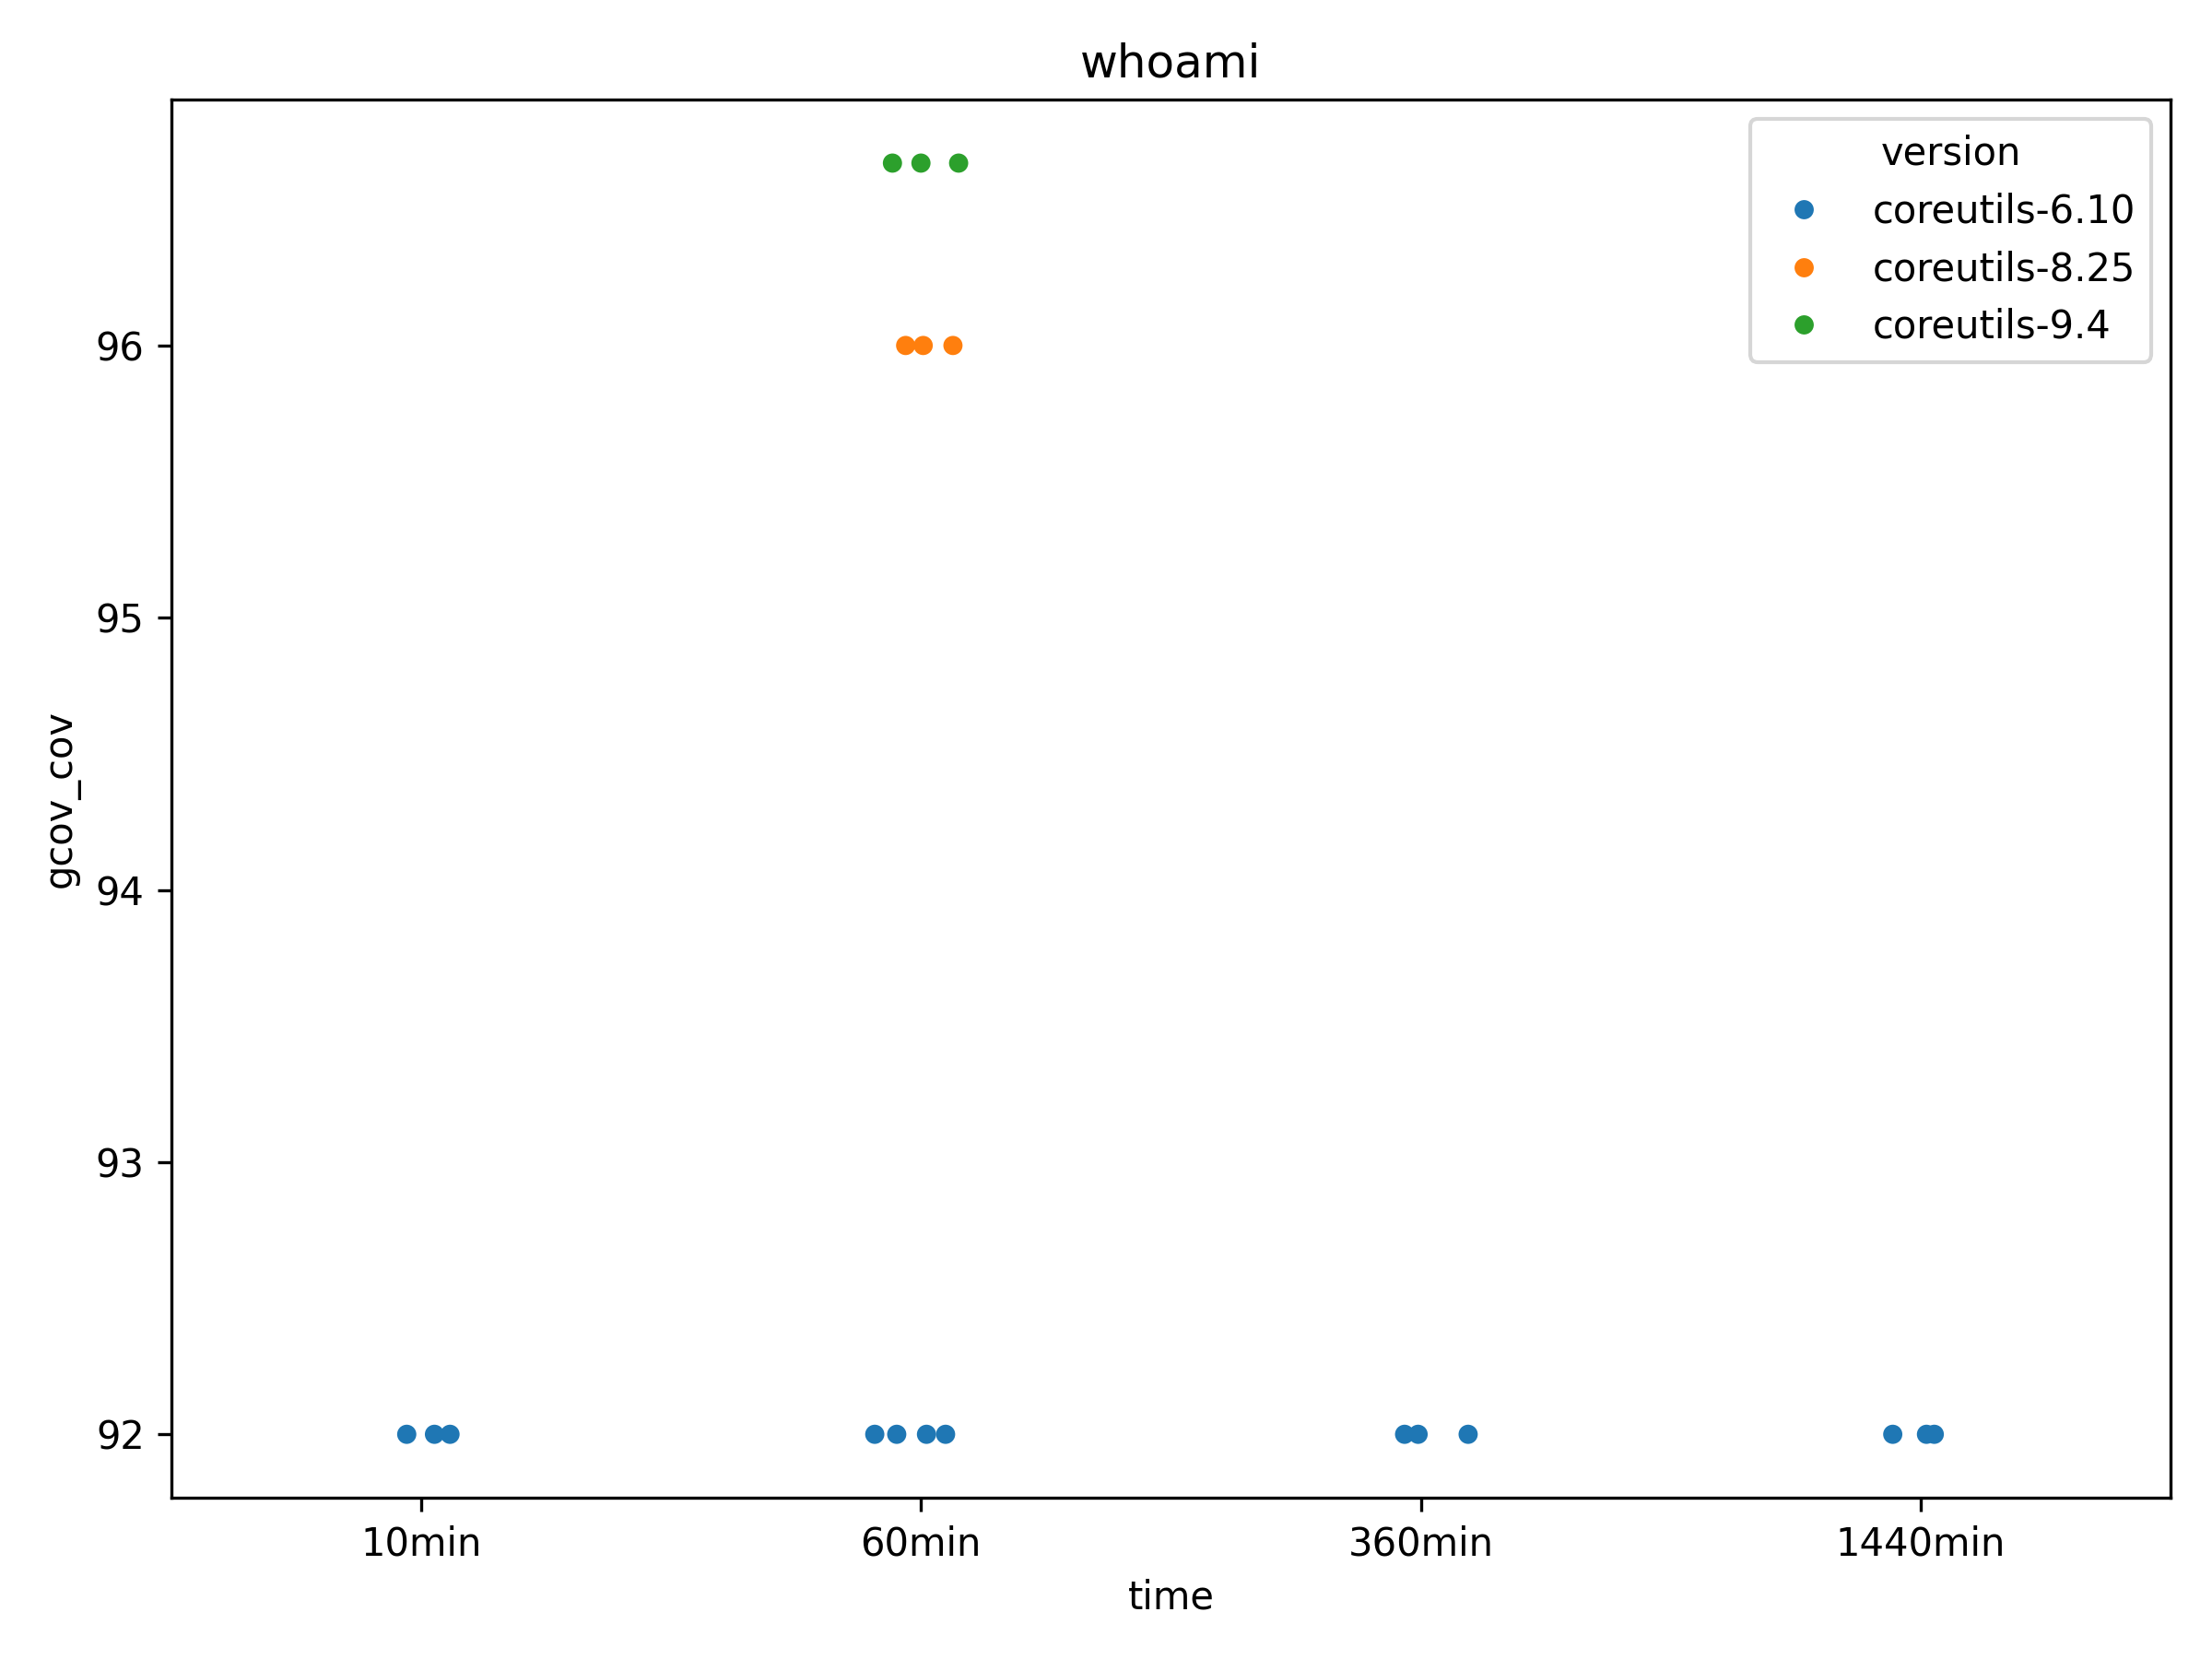 whoami
version
coreutils-6.10
coreutils-8.25
coreutils-9.4
96
95
94
93
92
gcov_cov
10min
60min
360min
1440min
time